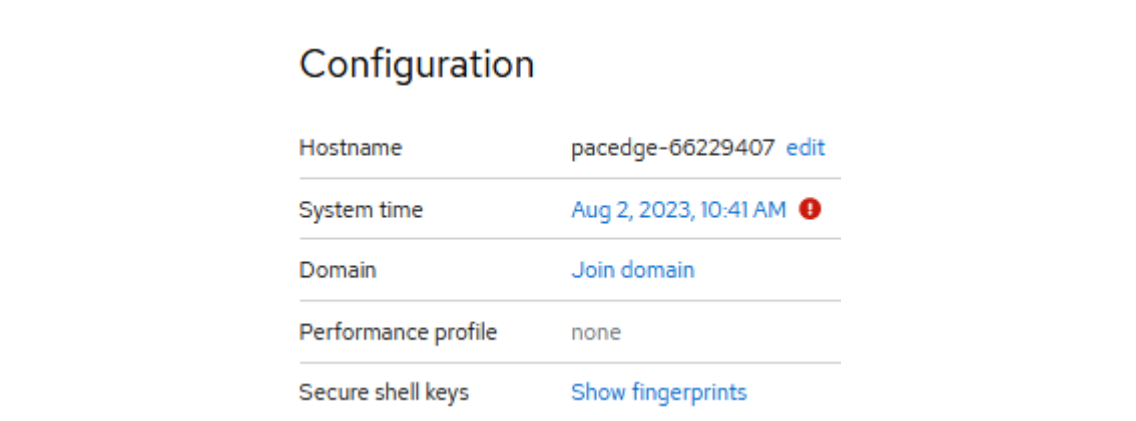 Configuration
Hostname pacedge-66229407 edit
System time Aug 2, 2023, 10:41 AM
Domain Join domain
Performance profile none
Secure shell keys Show fingerprints